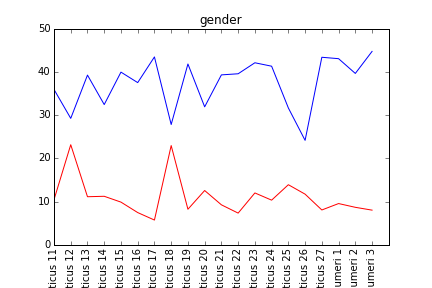 gender
50
40
30
20
10
0
ticus 11
ticus 12
ticus 13
ticus 14
ticus 15
ticus 16
ticus 17
ticus 18
ticus 19
ticus 20
ticus 21
ticus 22
ticus 23
ticus 24
ticus 25
ticus 26
ticus 27
umeri 1
umeri 2
umeri 3